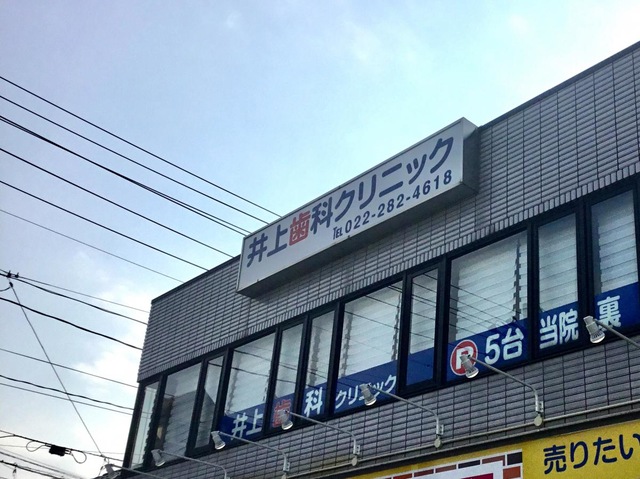 井上歯科クリニック
TEL 022-282-4618
井上歯科クリニック
P 5台 当院裏
売りたい